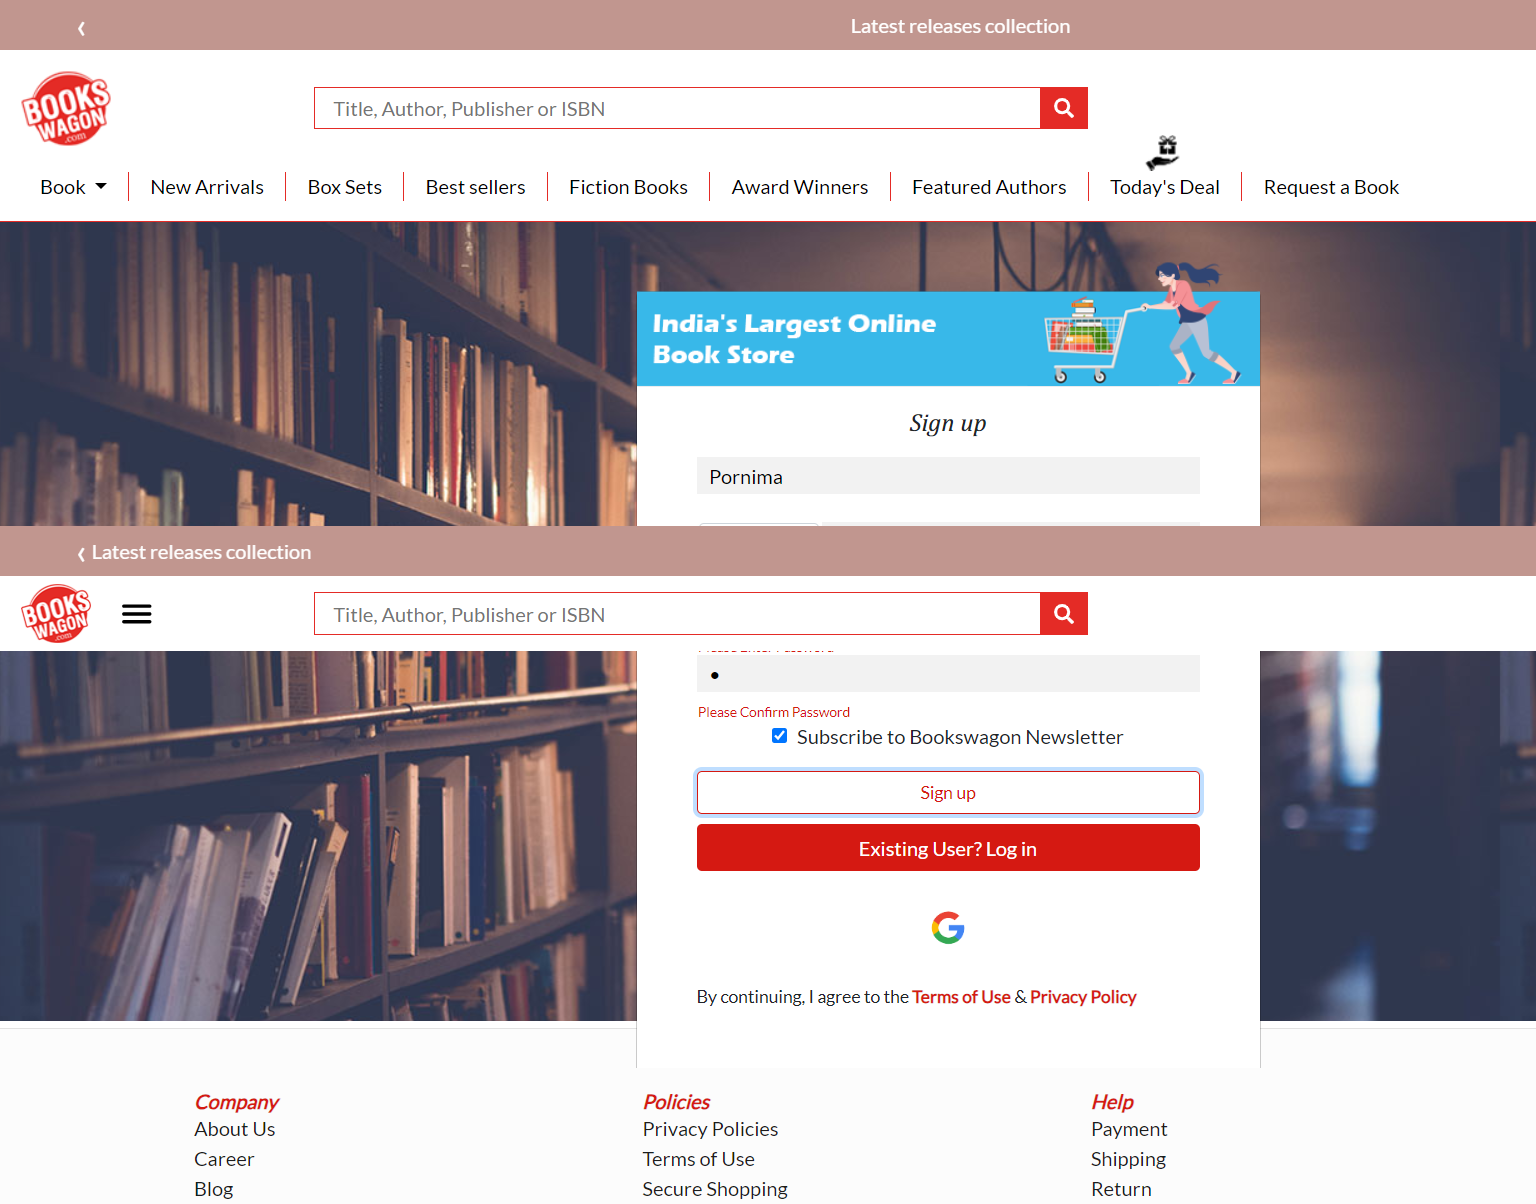 ‹ Latest releases collection
BOOKS WAGON .com
Title, Author, Publisher or ISBN
Book New Arrivals Box Sets Best sellers Fiction Books Award Winners Featured Authors Today's Deal Request a Book
India's Largest Online
Book Store
Sign up
Pornima
‹ Latest releases collection
BOOKS WAGON .com
Title, Author, Publisher or ISBN
Please Confirm Password
Subscribe to Bookswagon Newsletter
Sign up
Existing User? Log in
By continuing, I agree to the Terms of Use & Privacy Policy
Company Policies Help
About Us Privacy Policies Payment
Career Terms of Use Shipping
Blog Secure Shopping Return